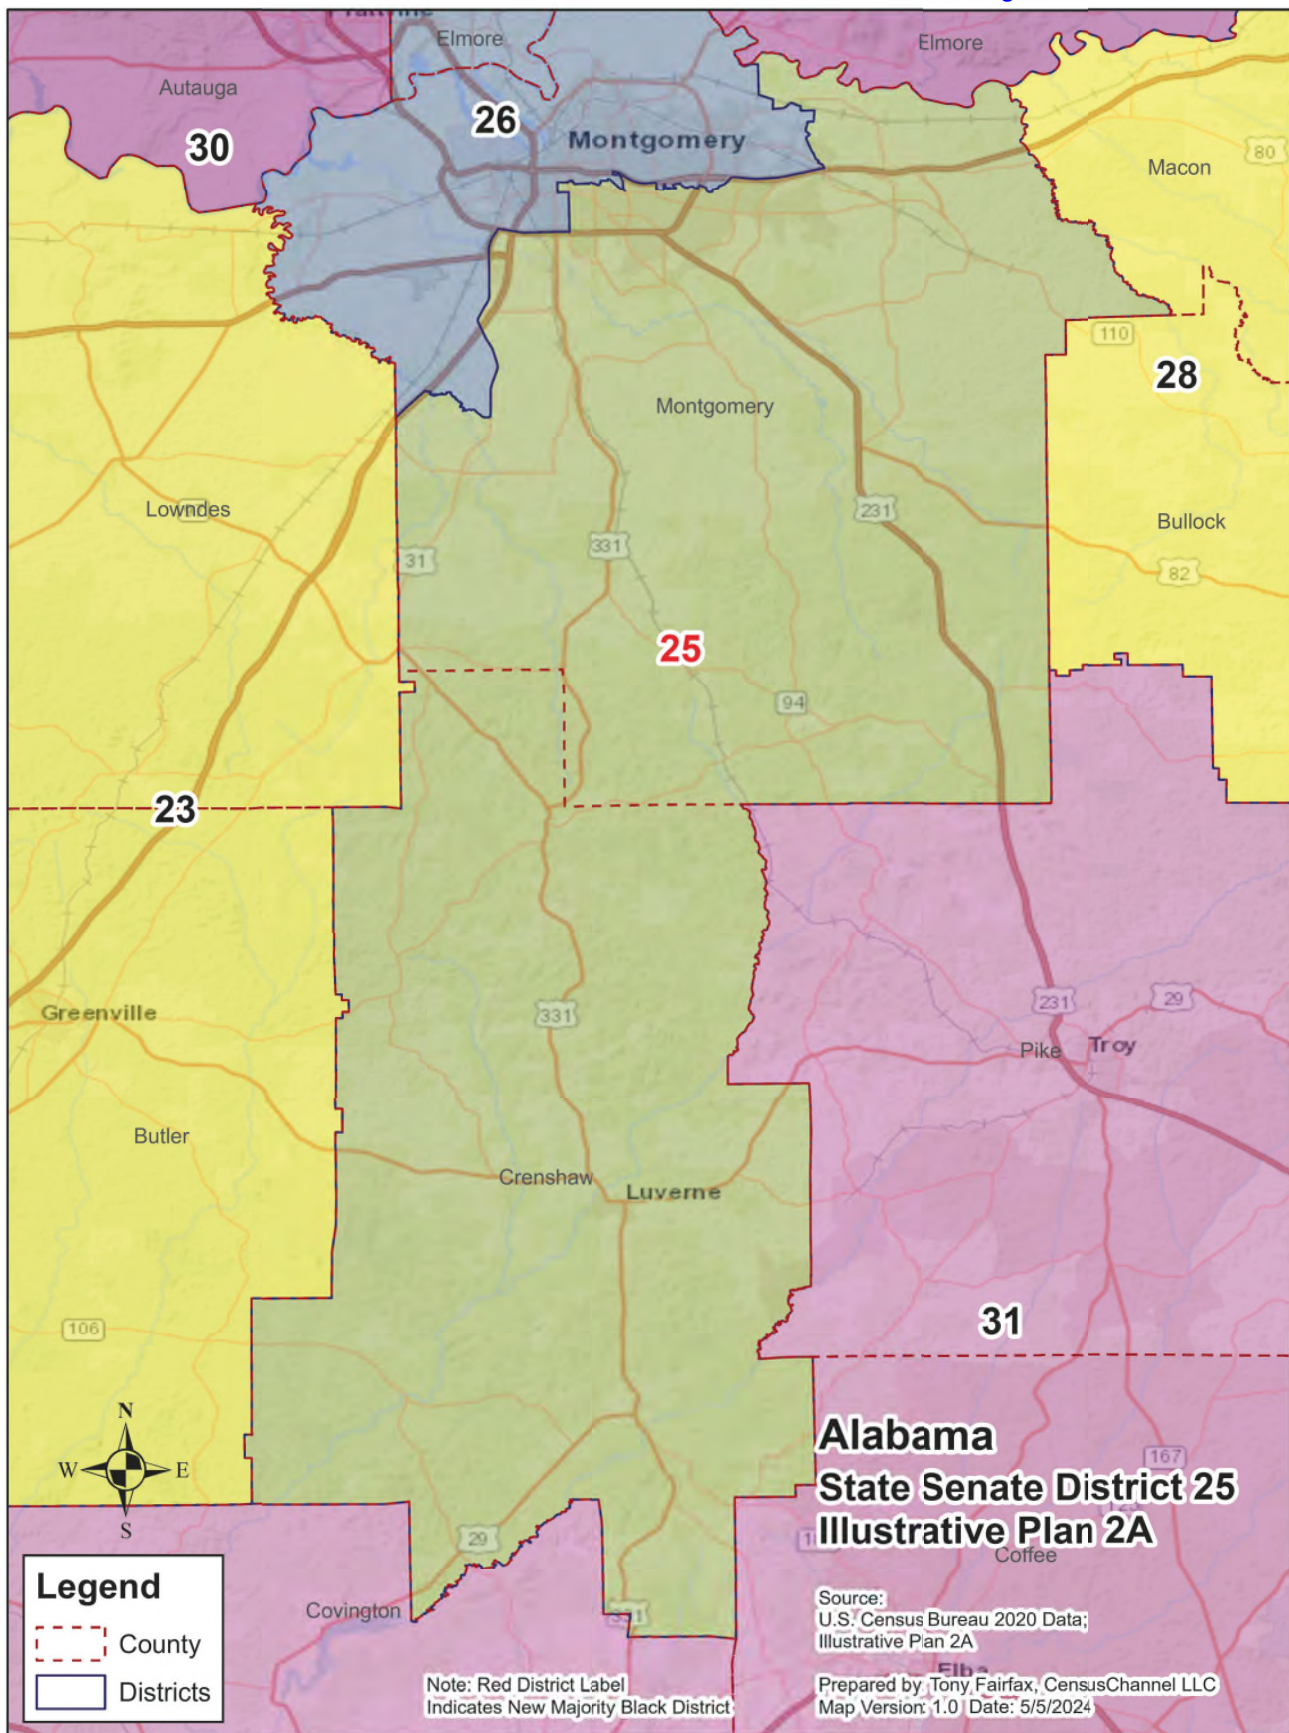 Elmore
Elmore
Autauga
26
30
Montgomery
80
Macon
110
28
Montgomery
Lowndes
231
Bullock
331
31
82
25
94
23
Greenville
331
231
29
Pike
Troy
Butler
Crenshaw
Luverne
106
31
N
W
E
S
Alabama
State Senate District 25
Illustrative Plan 2A
167
29
Coffee
Legend
County
Districts
Covington
331
Source:
U.S. Census Bureau 2020 Data;
Illustrative Plan 2A
Elba
Note: Red District Label
Indicates New Majority Black District
Prepared by Tony Fairfax, CensusChannel LLC
Map Version: 1.0 Date: 5/5/2024